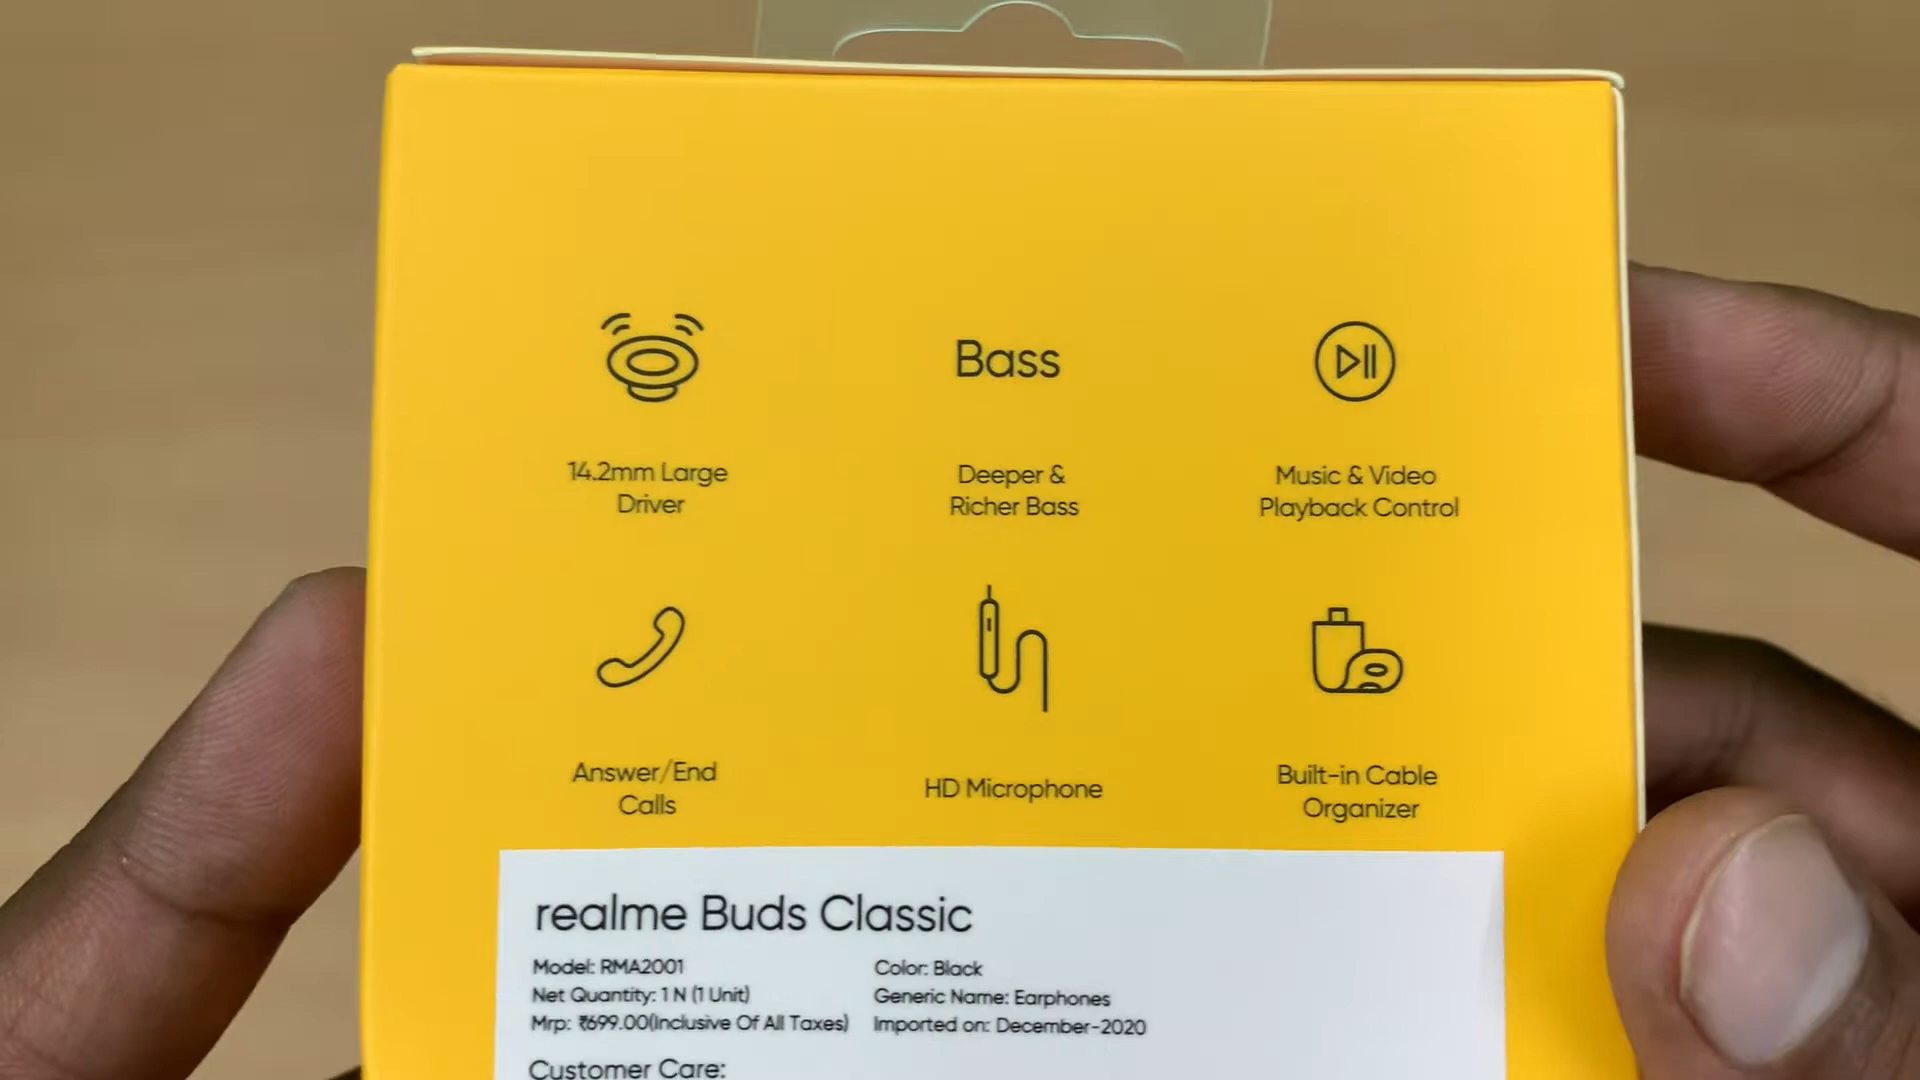 Bass
14.2mm Large
Driver
Deeper &
Richer Bass
Music & Video
Playback Control
Answer/End
Calls
HD Microphone
Built-in Cable
Organizer
realme Buds Classic
Model: RMA2001
Color: Black
Net Quantity: 1 N (1 Unit)
Generic Name: Earphones
Mrp: ₹699.00(Inclusive Of All Taxes)
Imported on: December-2020
Customer Care: